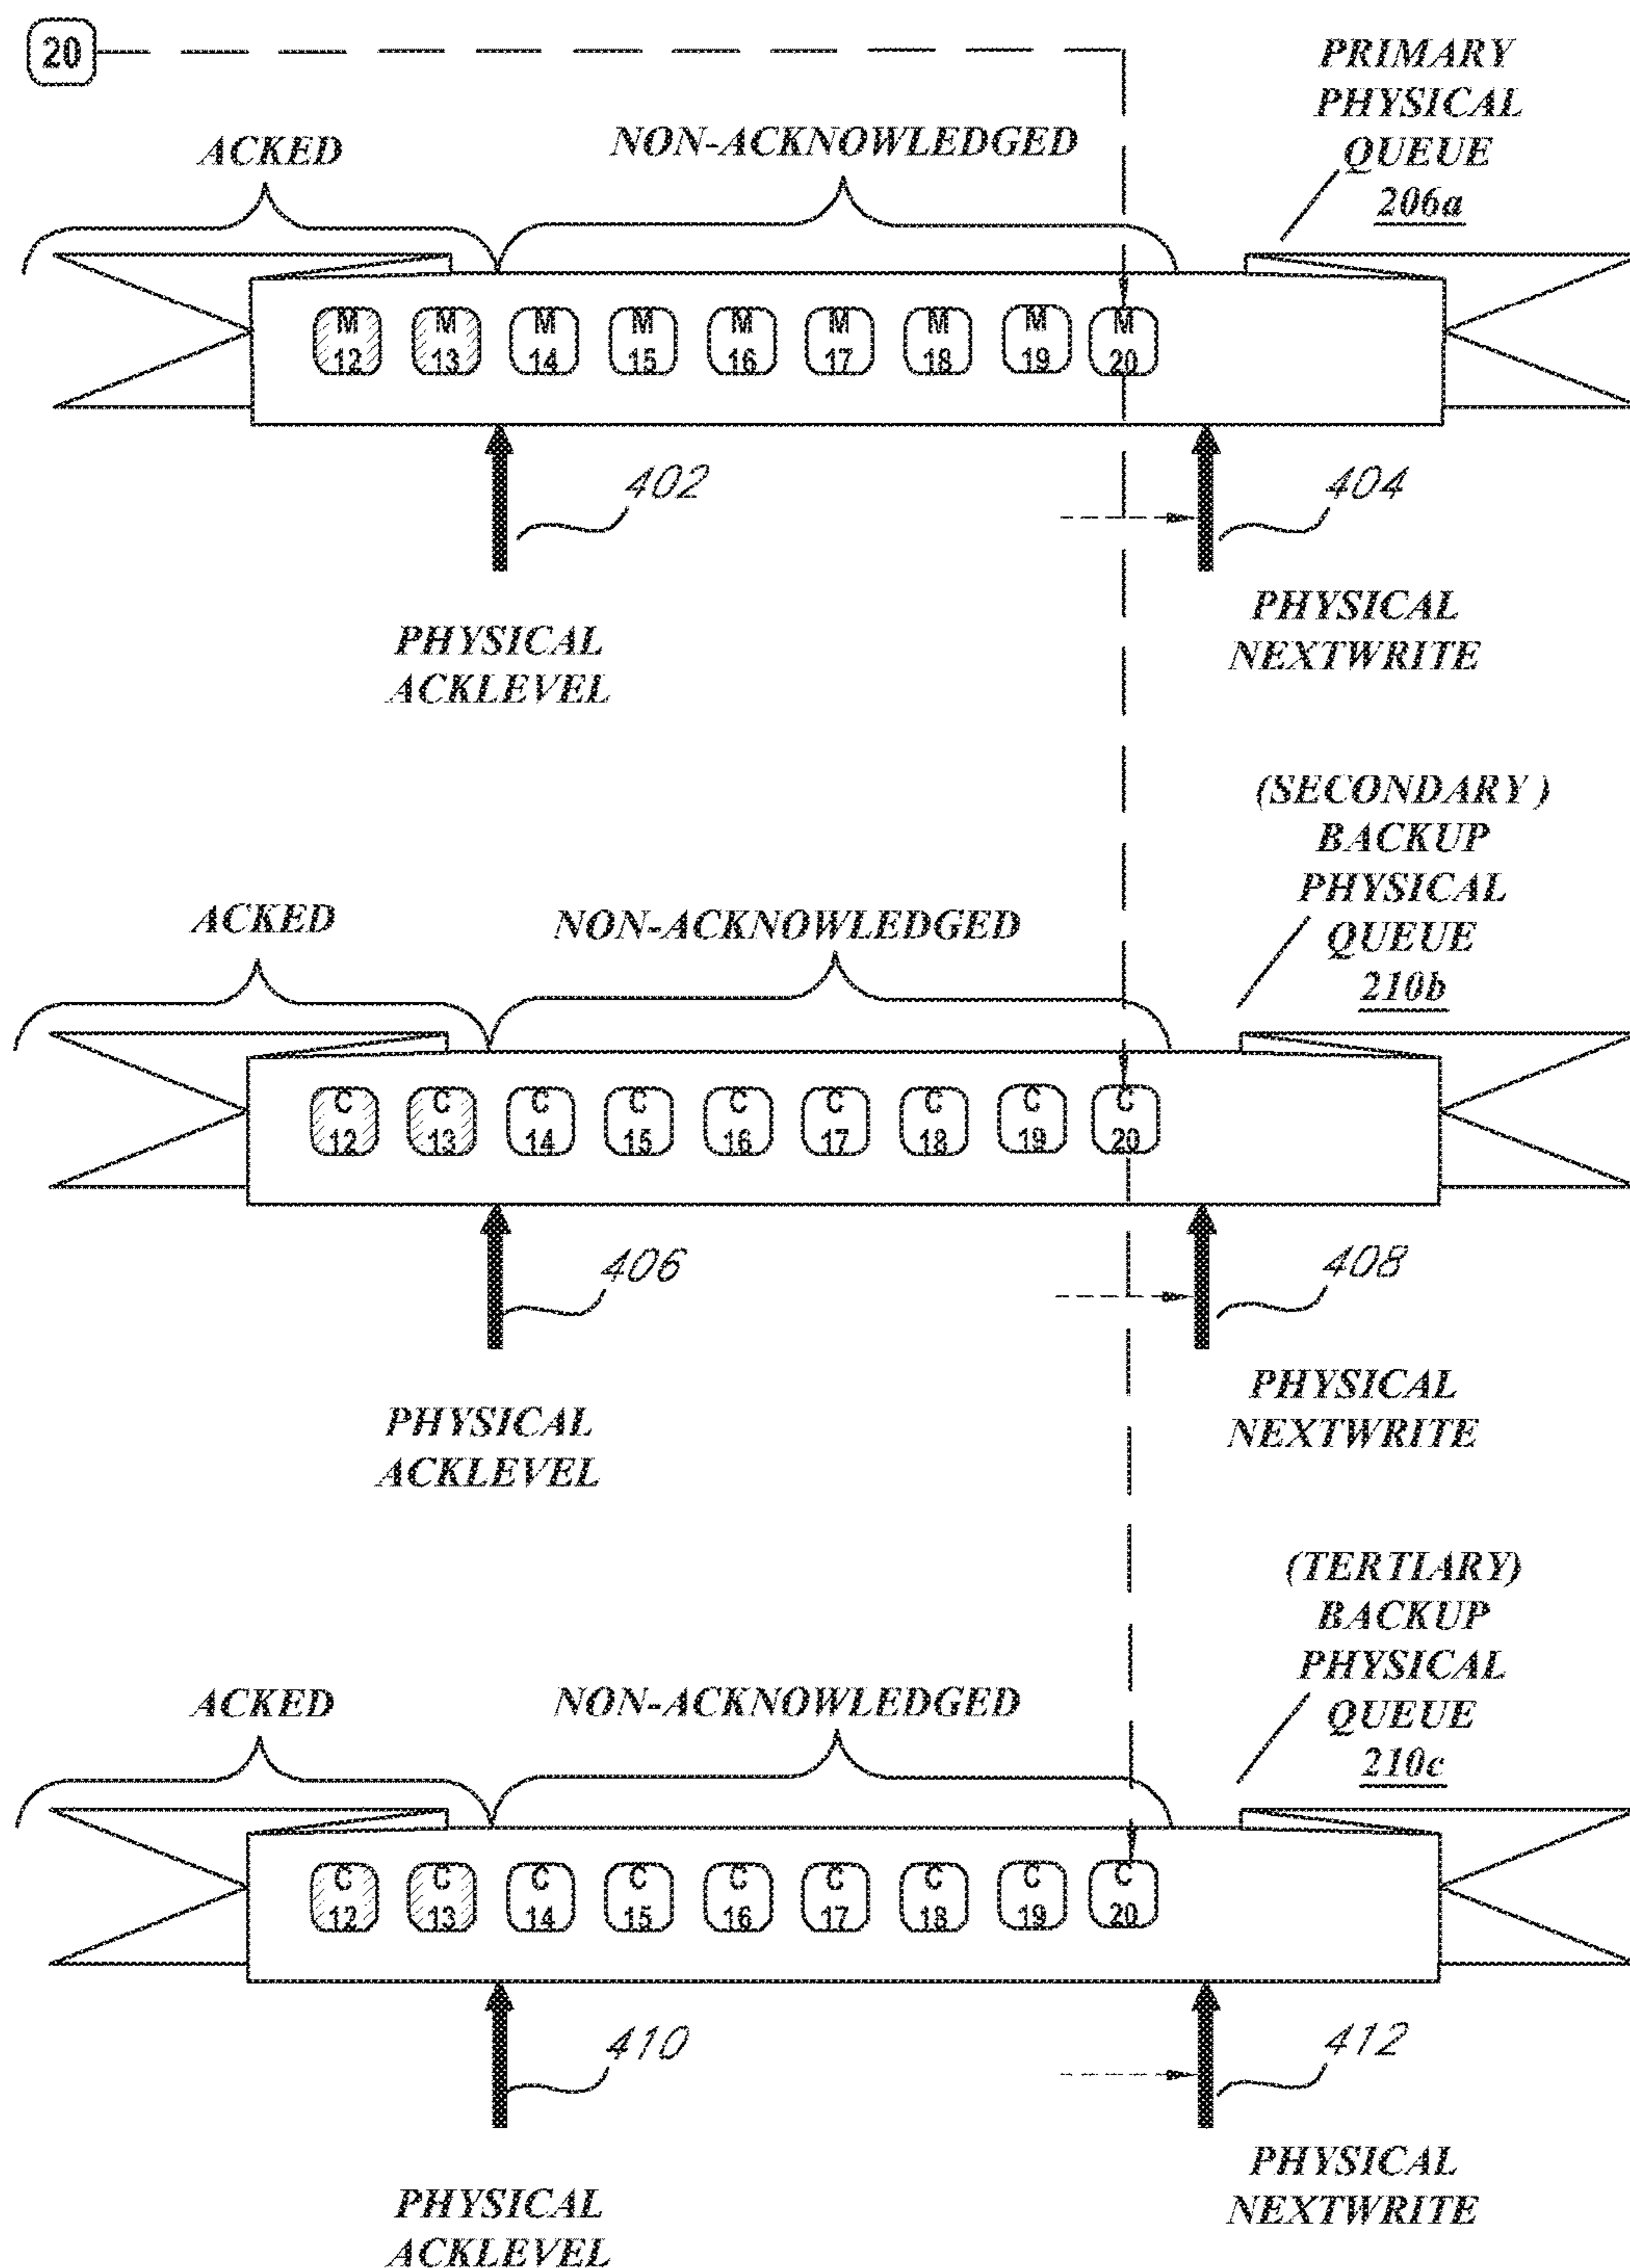 20
PRIMARY
PHYSICAL
QUEUE
206a
ACKED
NON-ACKNOWLEDGED
M M M M M M M M M
12 13 14 15 16 17 18 19 20
402
404
PHYSICAL
ACKLEVEL
PHYSICAL
NEXTWRITE
(SECONDARY )
BACKUP
PHYSICAL
QUEUE
210b
ACKED
NON-ACKNOWLEDGED
C C C C C C C C C
12 13 14 15 16 17 18 19 20
406
408
PHYSICAL
ACKLEVEL
PHYSICAL
NEXTWRITE
(TERTIARY)
BACKUP
PHYSICAL
QUEUE
210c
ACKED
NON-ACKNOWLEDGED
C C C C C C C C C
12 13 14 15 16 17 18 19 20
410
412
PHYSICAL
ACKLEVEL
PHYSICAL
NEXTWRITE